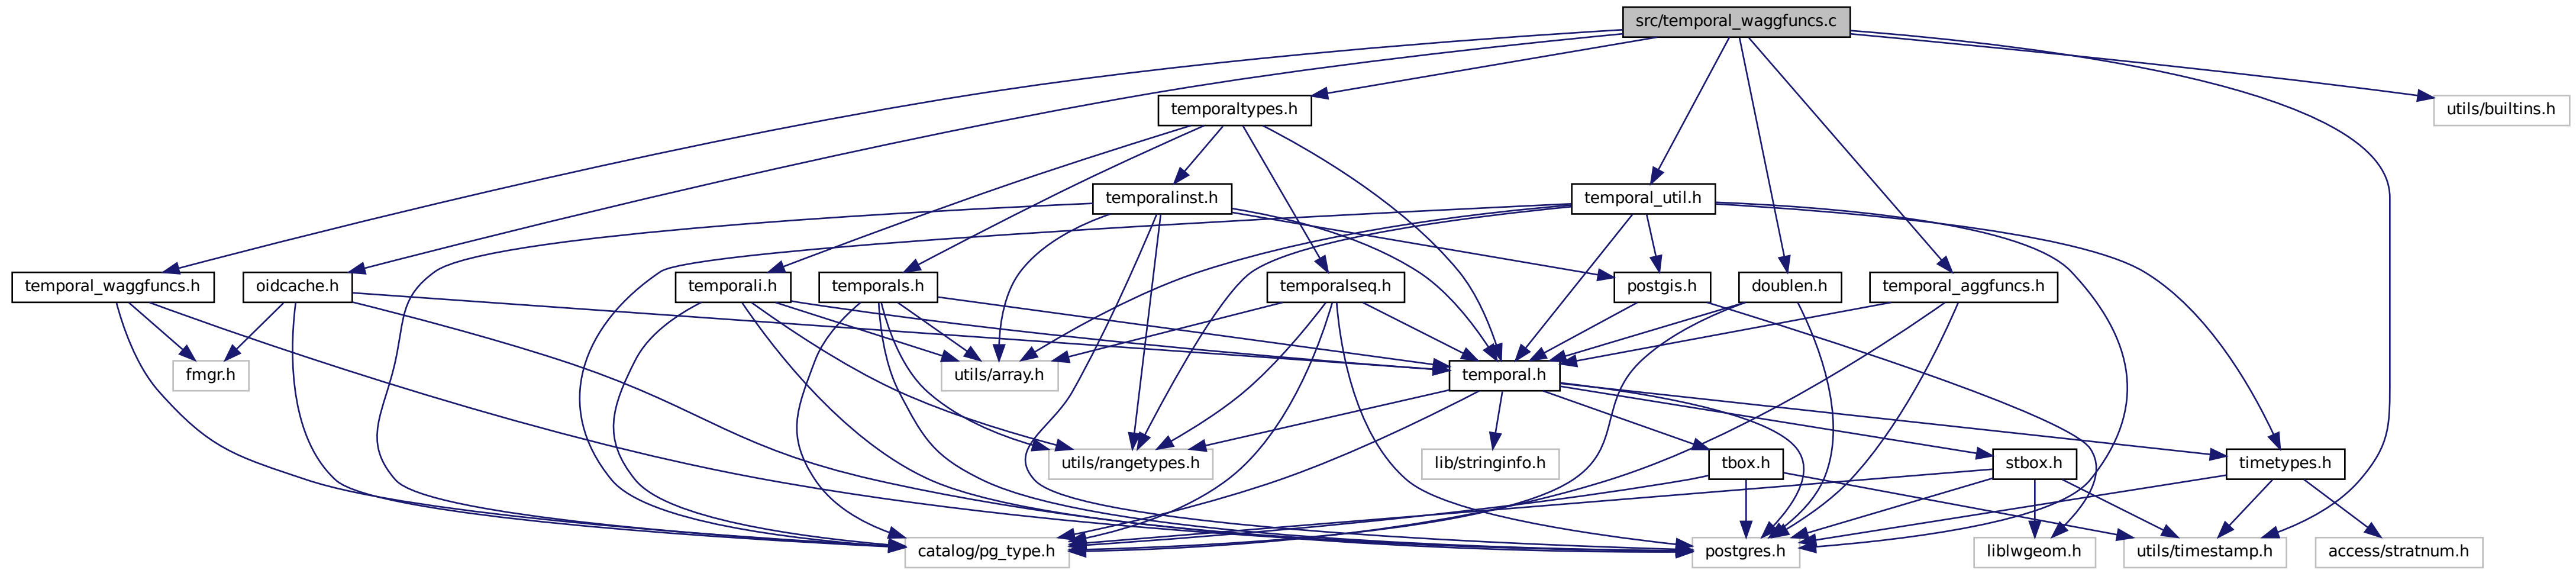 src/temporal_waggfuncs.c
temporaltypes.h
utils/builtins.h
temporalinst.h
temporal_util.h
temporal_waggfuncs.h
oidcache.h
temporali.h
temporals.h
temporalseq.h
postgis.h
doublen.h
temporal_aggfuncs.h
fmgr.h
utils/array.h
temporal.h
utils/rangetypes.h
lib/stringinfo.h
tbox.h
stbox.h
timetypes.h
catalog/pg_type.h
postgres.h
liblwgeom.h
utils/timestamp.h
access/stratnum.h